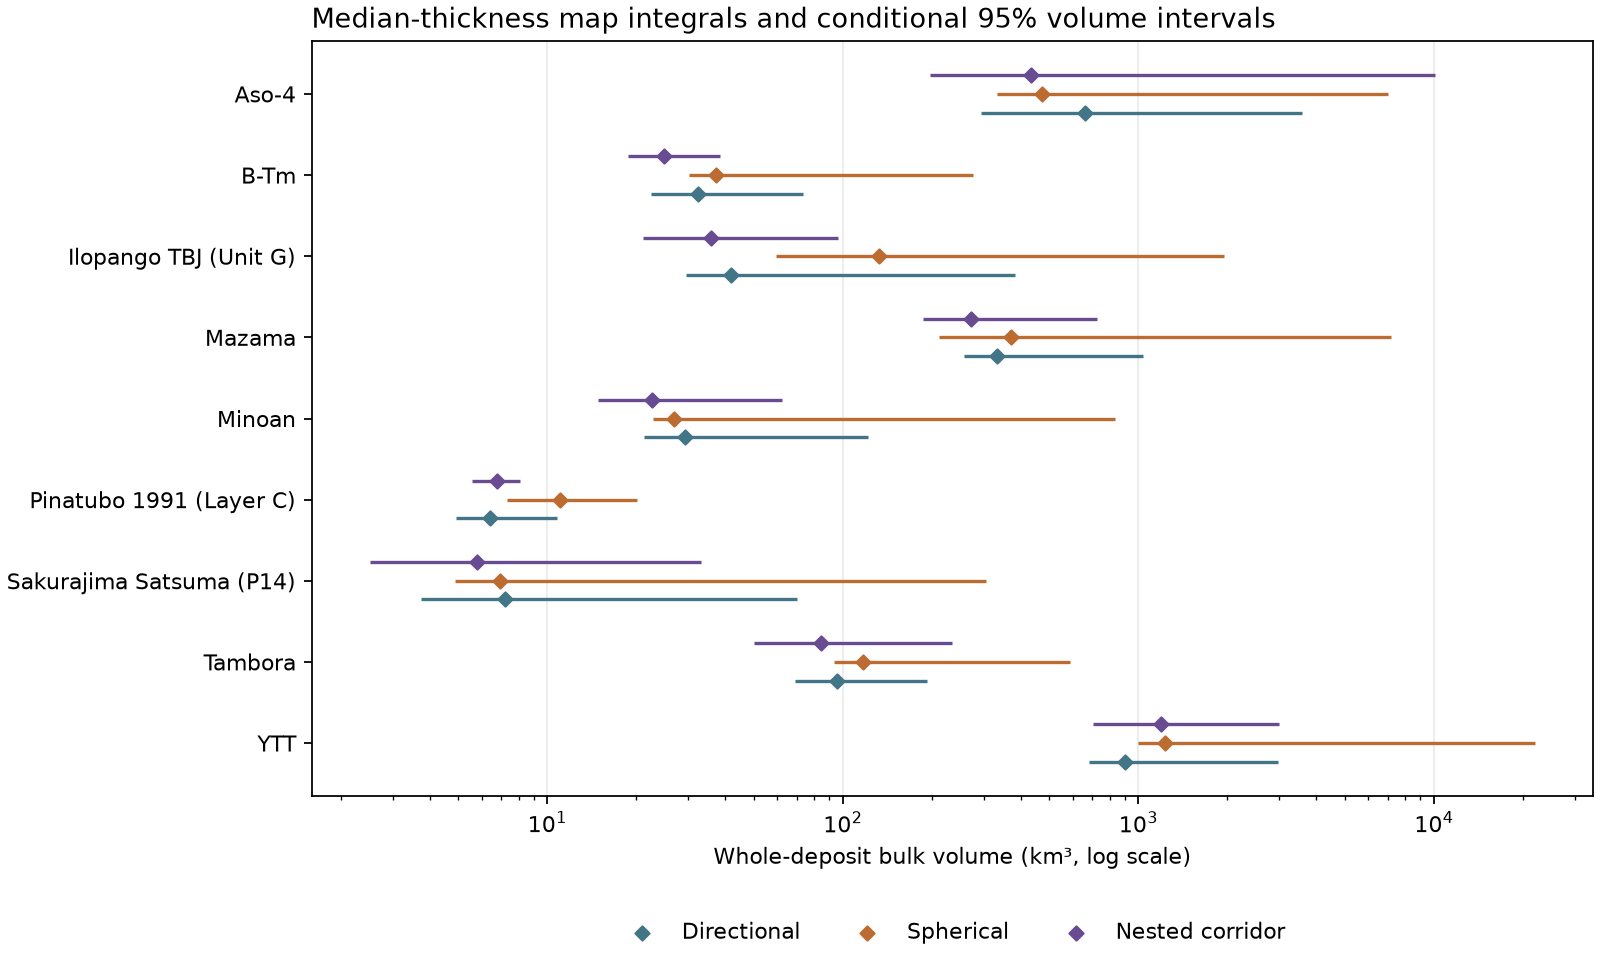 Median-thickness map integrals and conditional 95% volume intervals
Aso-4
B-Tm
Ilopango TBJ (Unit G)
Mazama
Minoan
Pinatubo 1991 (Layer C)
Sakurajima Satsuma (P14)
Tambora
YTT
10¹ 10² 10³ 10⁴
Whole-deposit bulk volume (km³, log scale)
Directional Spherical Nested corridor